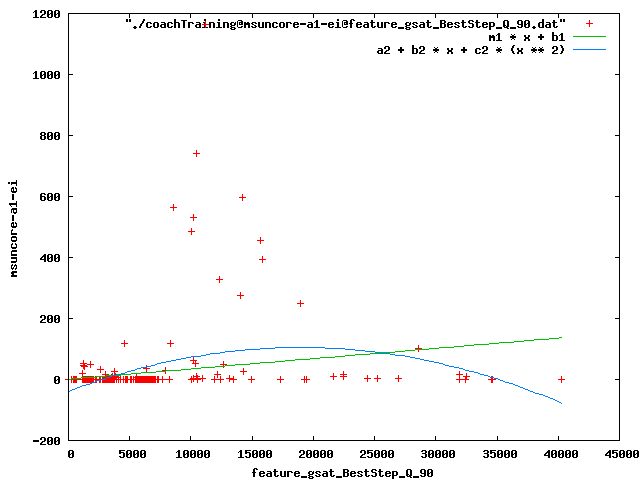 1200
1000
800
600
400
200
0
-200
msuncore-a1-ei
"./coachTraining@msuncore-a1-ei@feature_gsat_BestStep_Q_90.dat"
m1 * x + b1
a2 + b2 * x + c2 * (x ** 2)
0 5000 10000 15000 20000 25000 30000 35000 40000 45000
feature_gsat_BestStep_Q_90